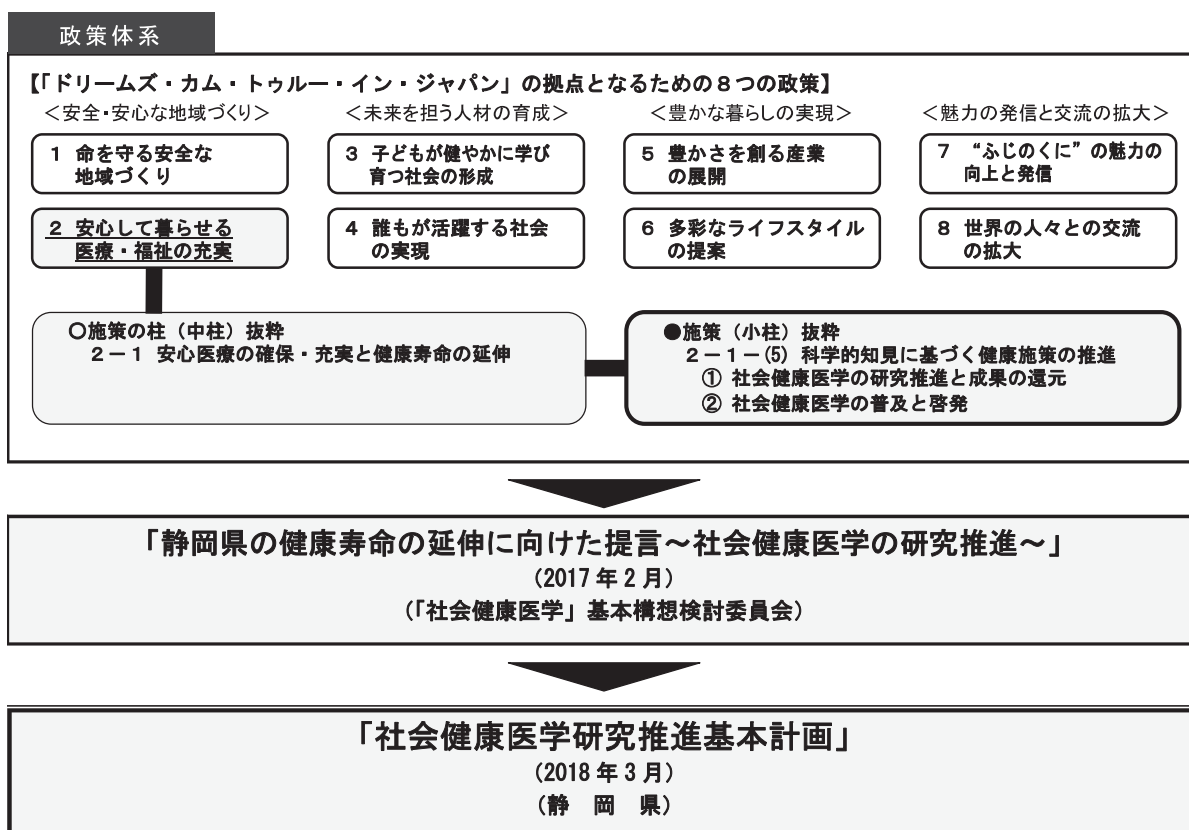 政策体系
【「ドリームズ・カム・トゥルー・イン・ジャパン」の拠点となるための８つの政策】
＜安全・安心な地域づくり＞
１ 命を守る安全な
地域づくり
２ 安心して暮らせる
医療・福祉の充実
＜未来を担う人材の育成＞
３ 子どもが健やかに学び
育つ社会の形成
４ 誰もが活躍する社会
の実現
＜豊かな暮らしの実現＞
５ 豊かさを創る産業
の展開
６ 多彩なライフスタイル
の提案
＜魅力の発信と交流の拡大＞
７ “ふじのくに”の魅力の
向上と発信
８ 世界の人々との交流
の拡大
○施策の柱（中柱）抜粋
２－１ 安心医療の確保・充実と健康寿命の延伸
●施策（小柱）抜粋
２－１－(5) 科学的知見に基づく健康施策の推進
① 社会健康医学の研究推進と成果の還元
② 社会健康医学の普及と啓発
「静岡県の健康寿命の延伸に向けた提言～社会健康医学の研究推進～」
（2017 年 2 月）
（「社会健康医学」基本構想検討委員会）
「社会健康医学研究推進基本計画」
（2018 年 3 月）
（静 岡 県）